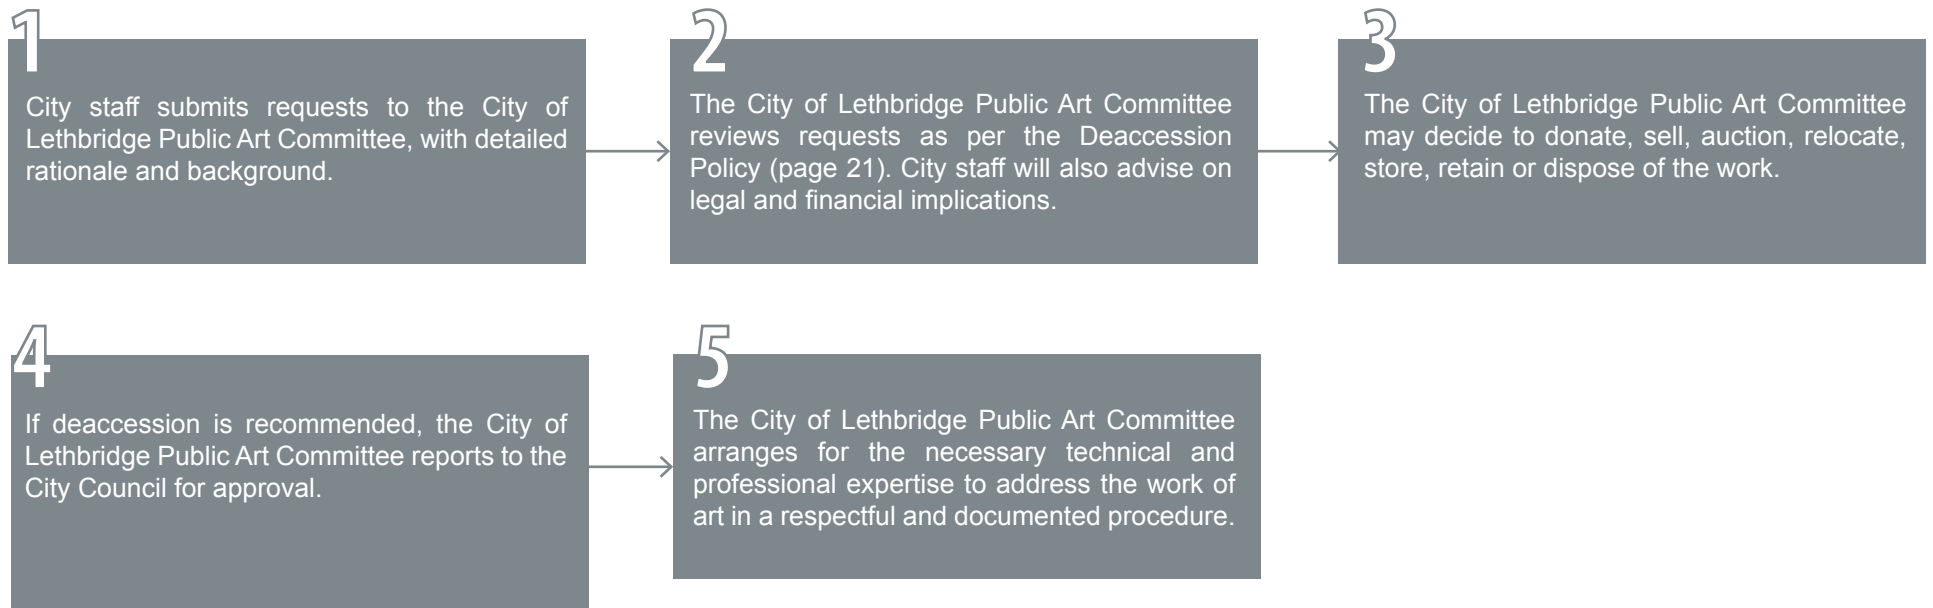 1
City staff submits requests to the City of
Lethbridge Public Art Committee, with detailed
rationale and background.
2
The City of Lethbridge Public Art Committee
reviews requests as per the Deaccession
Policy (page 21). City staff will also advise on
legal and financial implications.
3
The City of Lethbridge Public Art Committee
may decide to donate, sell, auction, relocate,
store, retain or dispose of the work.
4
If deaccession is recommended, the City of
Lethbridge Public Art Committee reports to the
City Council for approval.
5
The City of Lethbridge Public Art Committee
arranges for the necessary technical and
professional expertise to address the work of
art in a respectful and documented procedure.